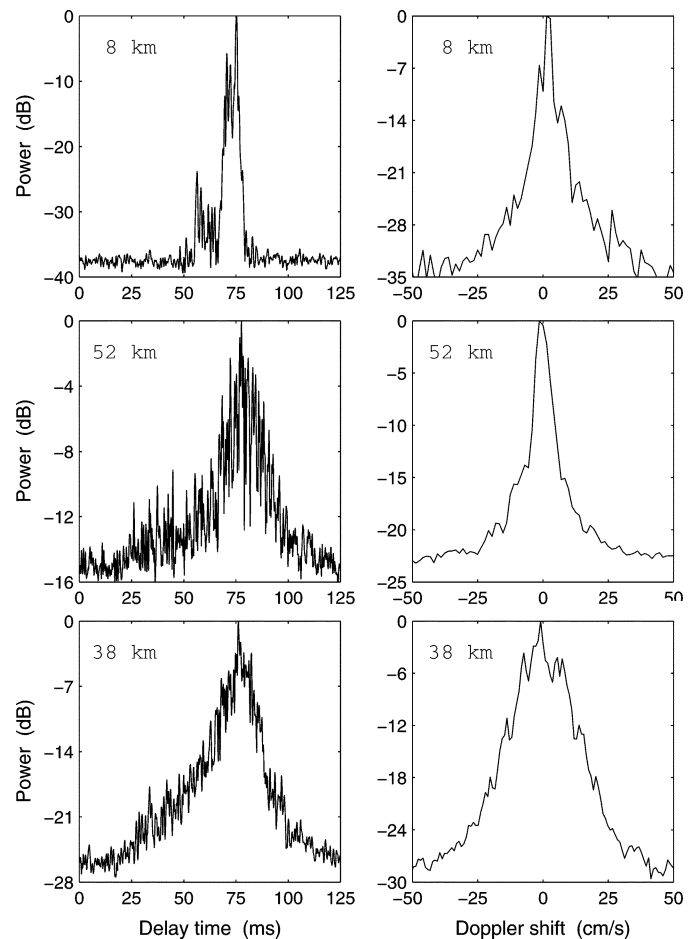 0
−10
−20
−30
−40
Power (dB)
8 km
0 25 50 75 100 125
0
−7
−14
−21
−28
−35
8 km
−50 −25 0 25 50
0
−4
−8
−12
−16
Power (dB)
52 km
0 25 50 75 100 125
0
−5
−10
−15
−20
−25
52 km
−50 −25 0 25 50
0
−7
−14
−21
−28
Power (dB)
38 km
0 25 50 75 100 125
Delay time (ms)
0
−6
−12
−18
−24
−30
38 km
−50 −25 0 25 50
Doppler shift (cm/s)